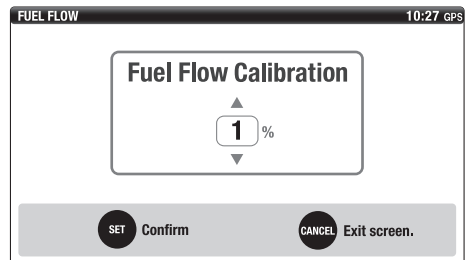 FUEL FLOW 10:27 GPS
Fuel Flow Calibration
1 %
SET Confirm CANCEL Exit screen.